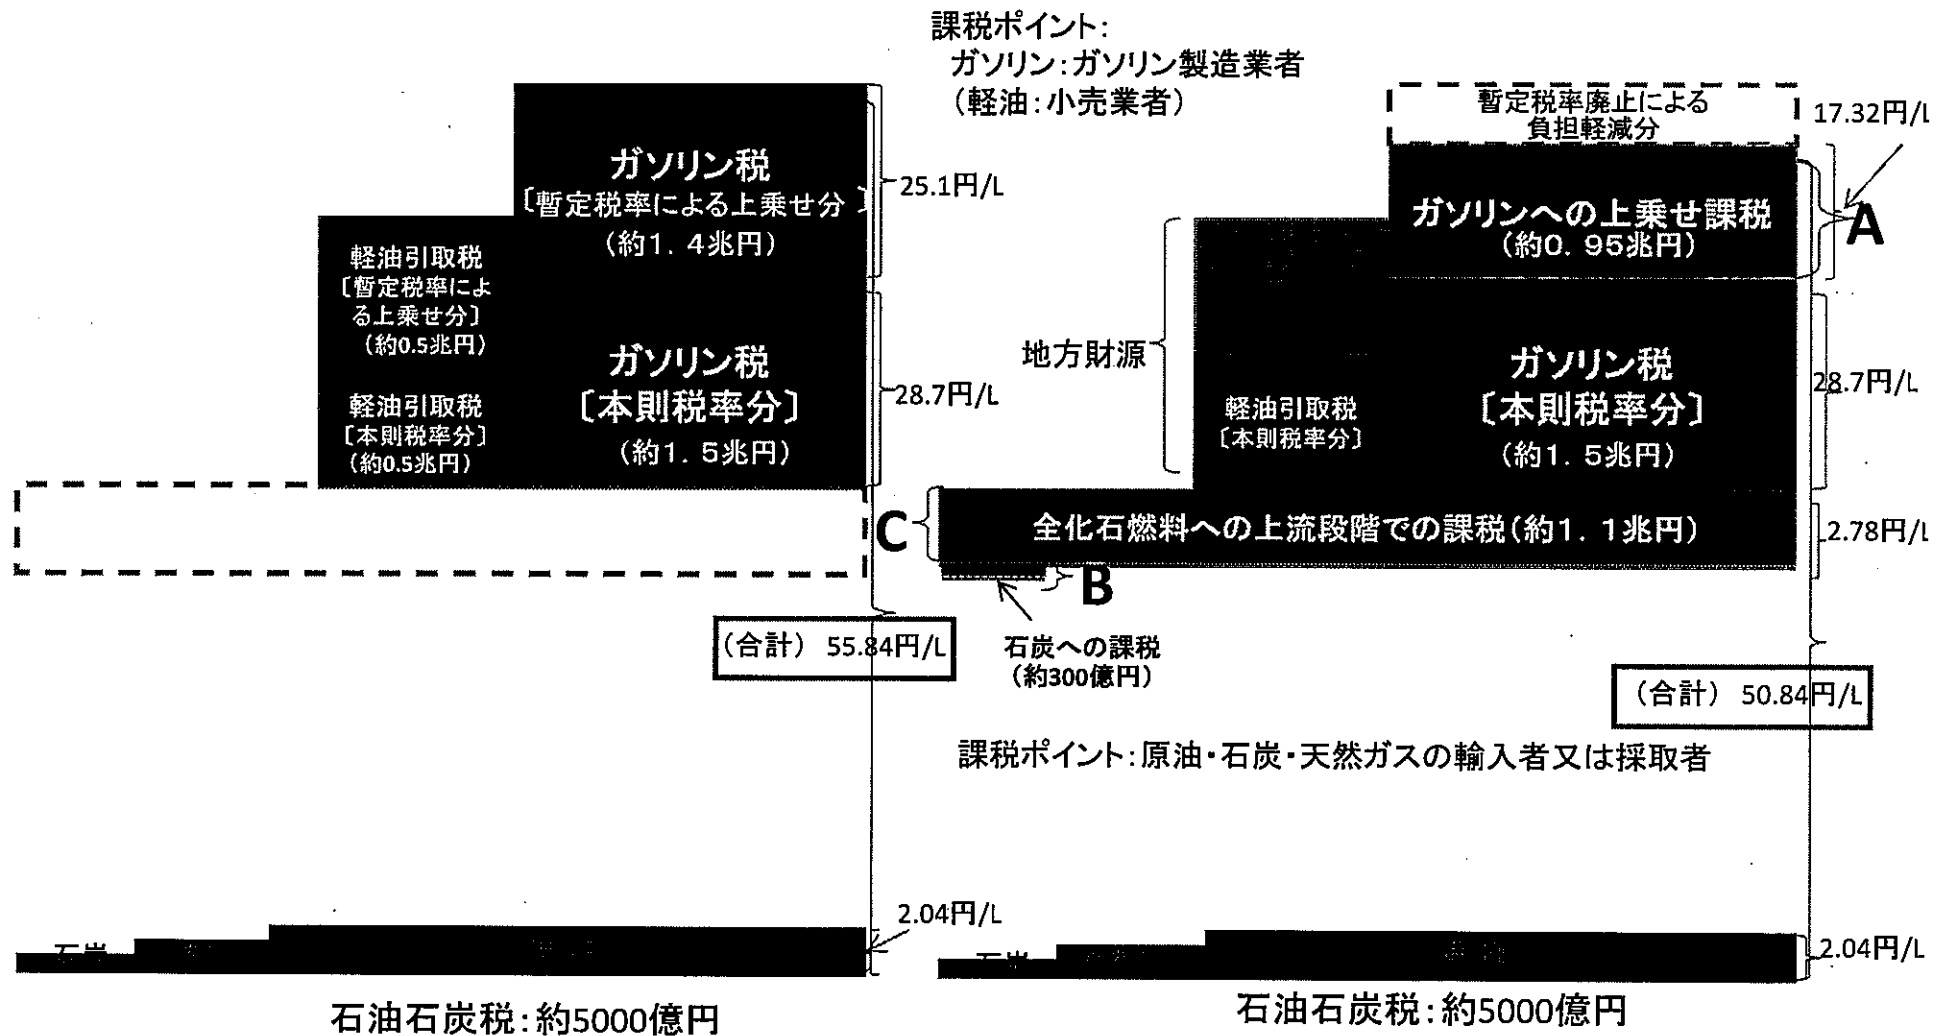 課税ポイント:
ガソリン:ガソリン製造業者
(軽油:小売業者)
ガソリン税
〔暫定税率による上乗せ分〕
(約1.4兆円)
25.1円/L
軽油引取税
〔暫定税率によ
る上乗せ分〕
(約0.5兆円)
軽油引取税
〔本則税率分〕
(約0.5兆円)
ガソリン税
〔本則税率分〕
(約1.5兆円)
28.7円/L
(合計) 55.84円/L
2.04円/L
石炭
石油石炭税:約5000億円
暫定税率廃止による
負担軽減分
17.32円/L
ガソリンへの上乗せ課税
(約0.95兆円)
A
地方財源
軽油引取税
〔本則税率分〕
ガソリン税
〔本則税率分〕
(約1.5兆円)
28.7円/L
C
全化石燃料への上流段階での課税(約1.1兆円)
2.78円/L
B
石炭への課税
(約300億円)
(合計) 50.84円/L
課税ポイント:原油・石炭・天然ガスの輸入者又は採取者
石炭
2.04円/L
石油石炭税:約5000億円